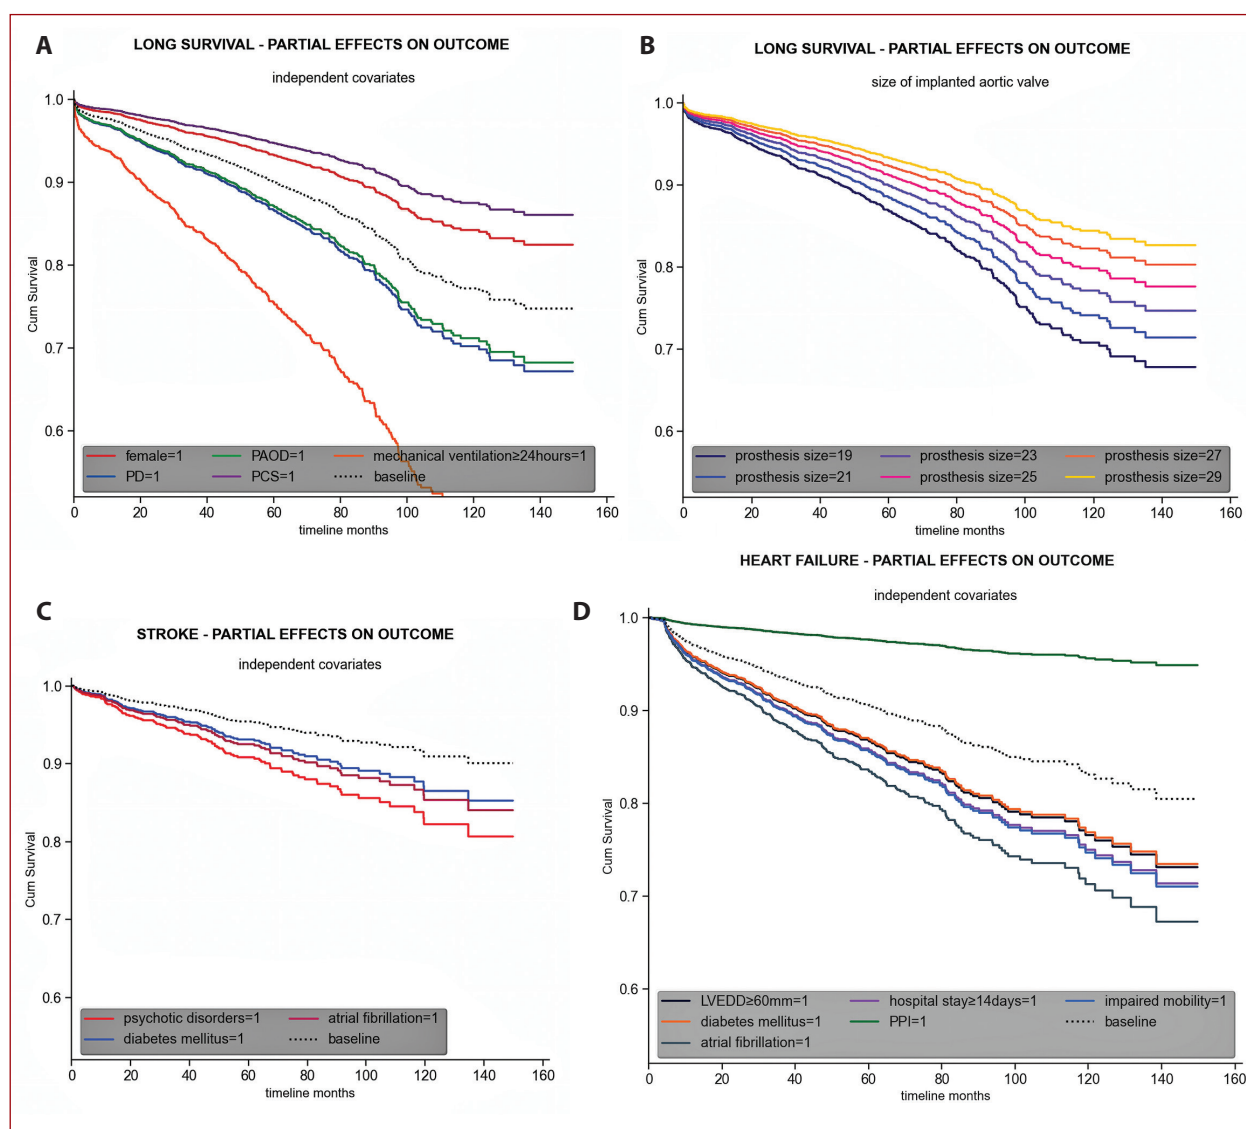 A
LONG SURVIVAL - PARTIAL EFFECTS ON OUTCOME
independent covariates
1.0
0.9
0.8
0.7
0.6
Cum Survival
female=1 PAOD=1 mechanical ventilation≥24hours=1
PD=1 PCS=1 baseline
0 20 40 60 80 100 120 140 160
timeline months
B
LONG SURVIVAL - PARTIAL EFFECTS ON OUTCOME
size of implanted aortic valve
1.0
0.9
0.8
0.7
0.6
Cum Survival
prosthesis size=19 prosthesis size=23 prosthesis size=27
prosthesis size=21 prosthesis size=25 prosthesis size=29
0 20 40 60 80 100 120 140 160
timeline months
C
STROKE - PARTIAL EFFECTS ON OUTCOME
independent covariates
1.0
0.9
0.8
0.7
0.6
Cum Survival
psychotic disorders=1 atrial fibrillation=1
diabetes mellitus=1 baseline
0 20 40 60 80 100 120 140 160
timeline months
D
HEART FAILURE - PARTIAL EFFECTS ON OUTCOME
independent covariates
1.0
0.9
0.8
0.7
0.6
Cum Survival
LVEDD≥60mm=1 hospital stay≥14days=1 impaired mobility=1
diabetes mellitus=1 PPI=1 baseline
atrial fibrillation=1
0 20 40 60 80 100 120 140 160
timeline months